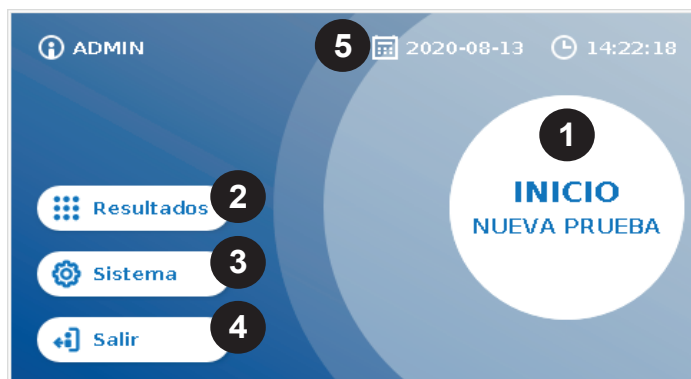 ADMIN 5 2020-08-13 14:22:18
1
INICIO
NUEVA PRUEBA
Resultados 2
Sistema 3
Salir 4